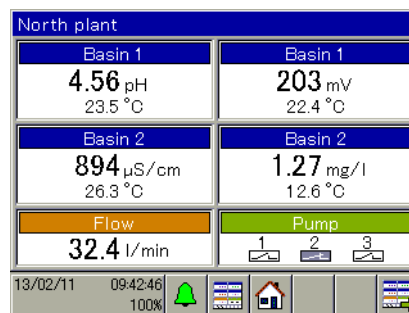 North plant
Basin 1
4.56 pH
23.5 °C
Basin 1
203 mV
22.4 °C
Basin 2
894 µS/cm
26.3 °C
Basin 2
1.27 mg/l
12.6 °C
Flow
32.4 l/min
Pump
1 2 3
13/02/11 09:42:46
100%